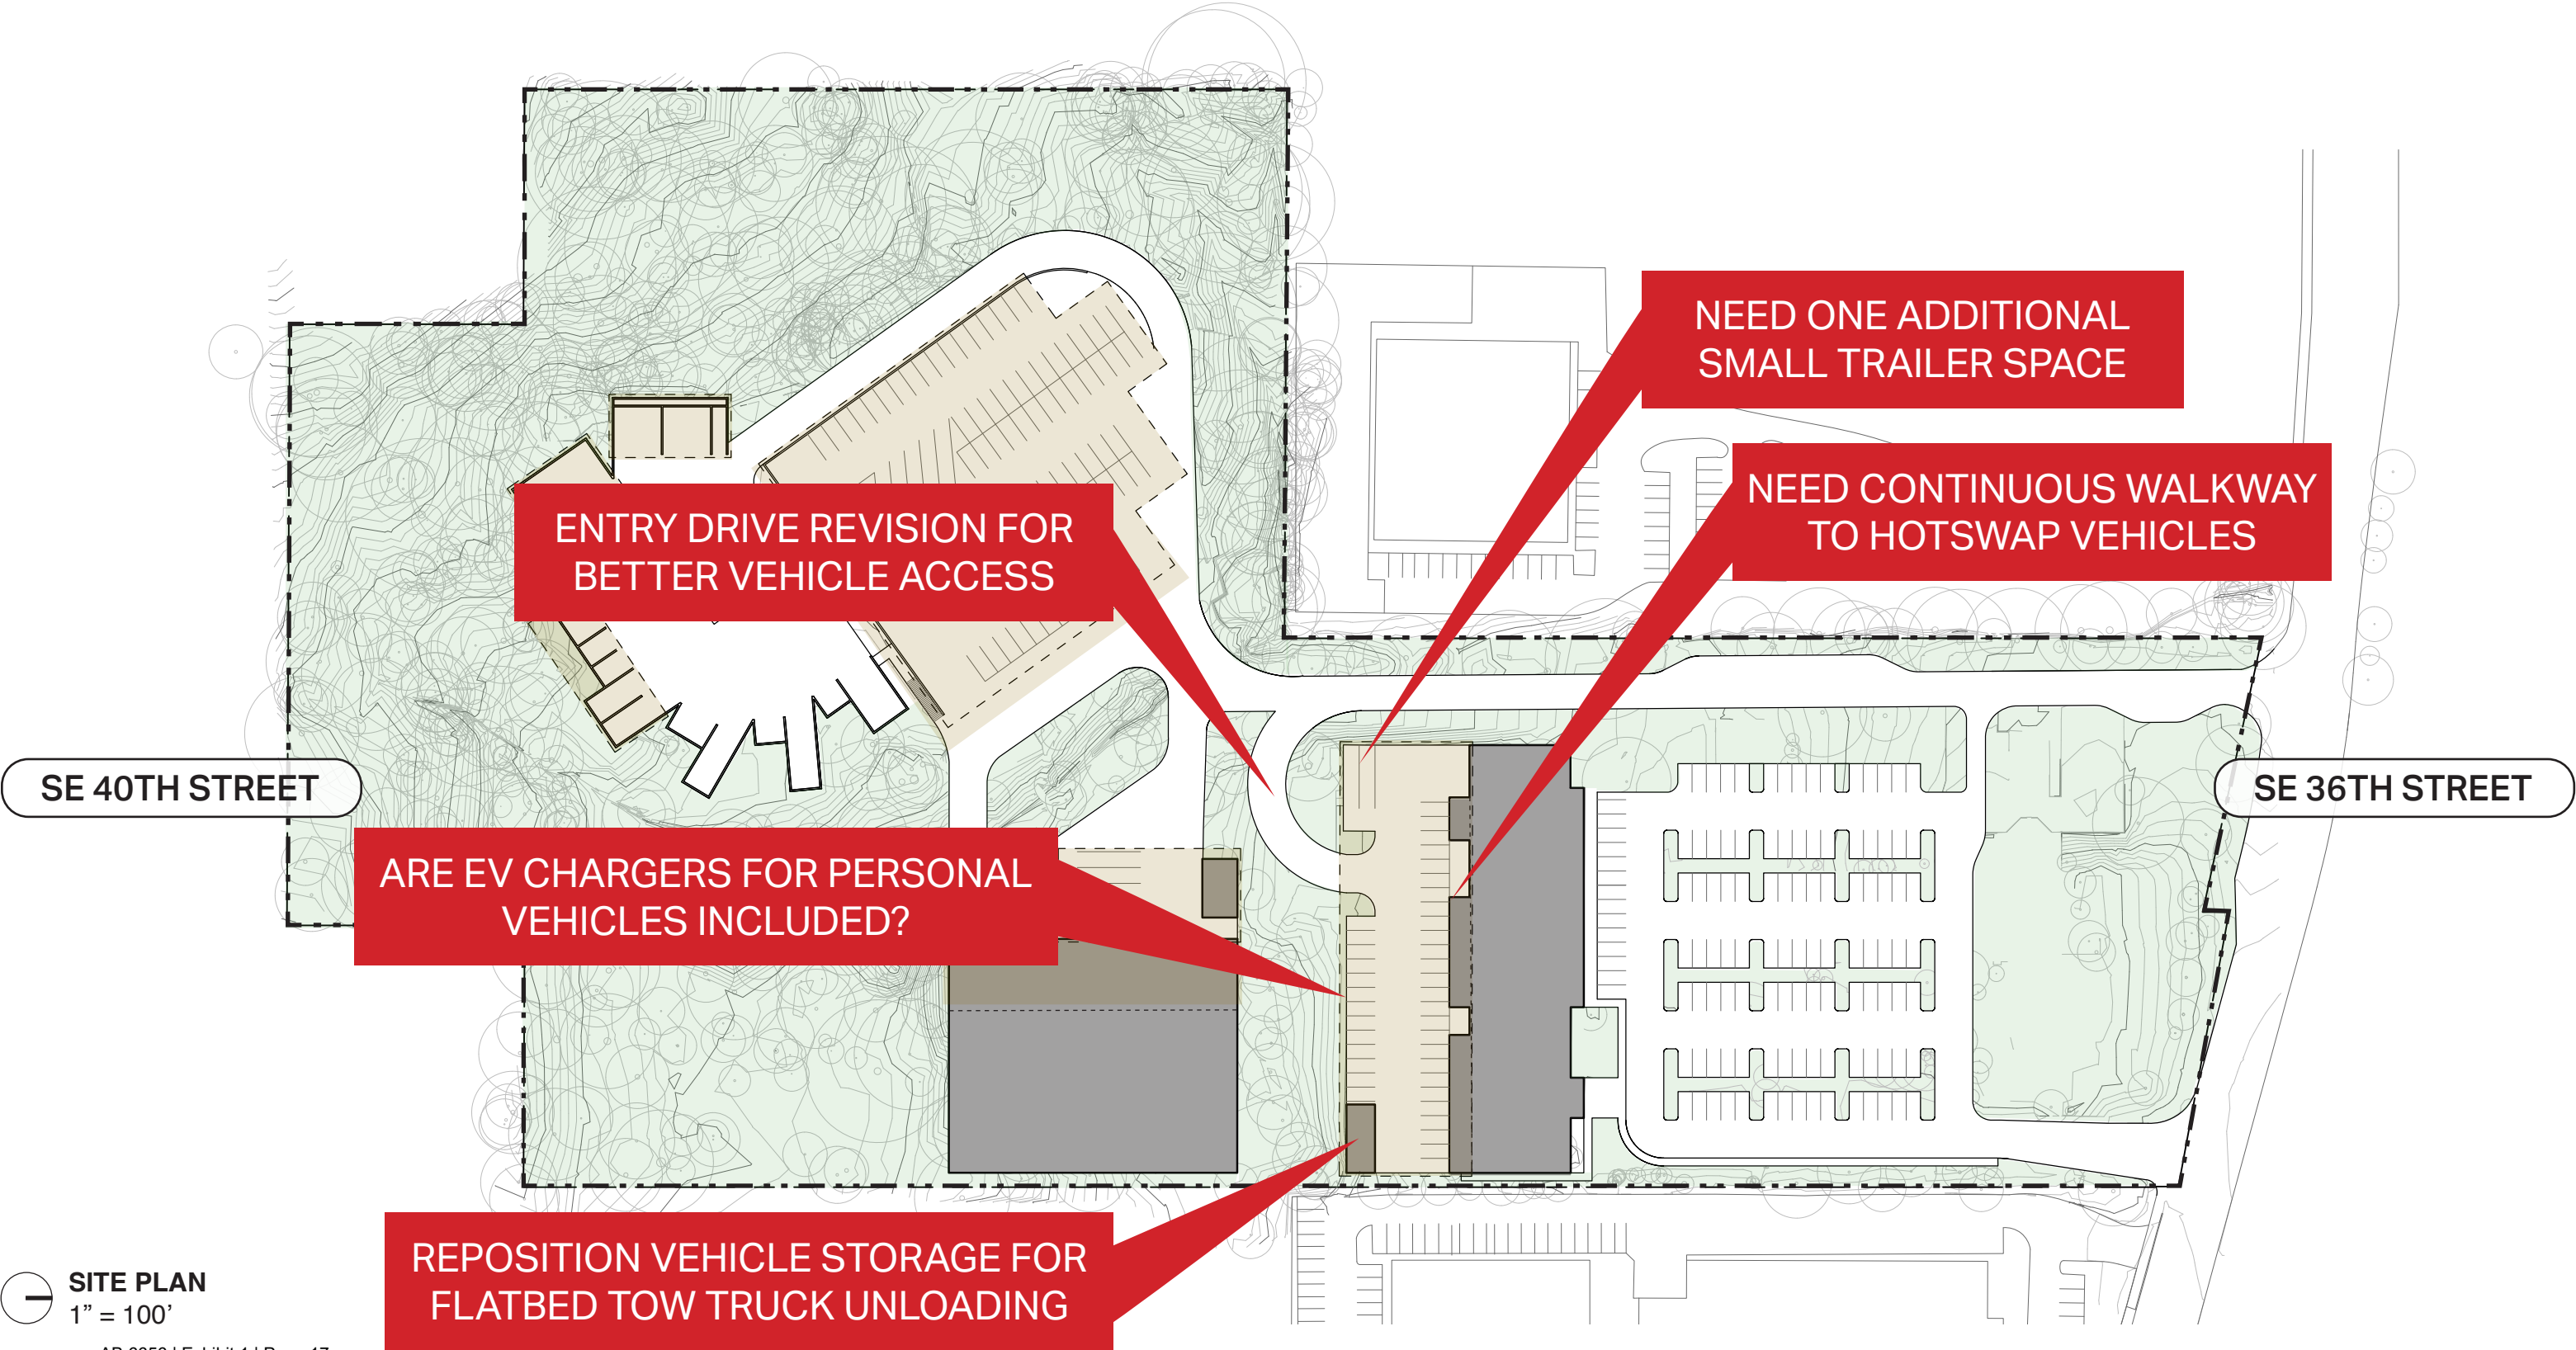 NEED ONE ADDITIONAL
SMALL TRAILER SPACE
NEED CONTINUOUS WALKWAY
TO HOTSWAP VEHICLES
ENTRY DRIVE REVISION FOR
BETTER VEHICLE ACCESS
SE 40TH STREET
SE 36TH STREET
ARE EV CHARGERS FOR PERSONAL
VEHICLES INCLUDED?
REPOSITION VEHICLE STORAGE FOR
FLATBED TOW TRUCK UNLOADING
SITE PLAN
1” = 100’